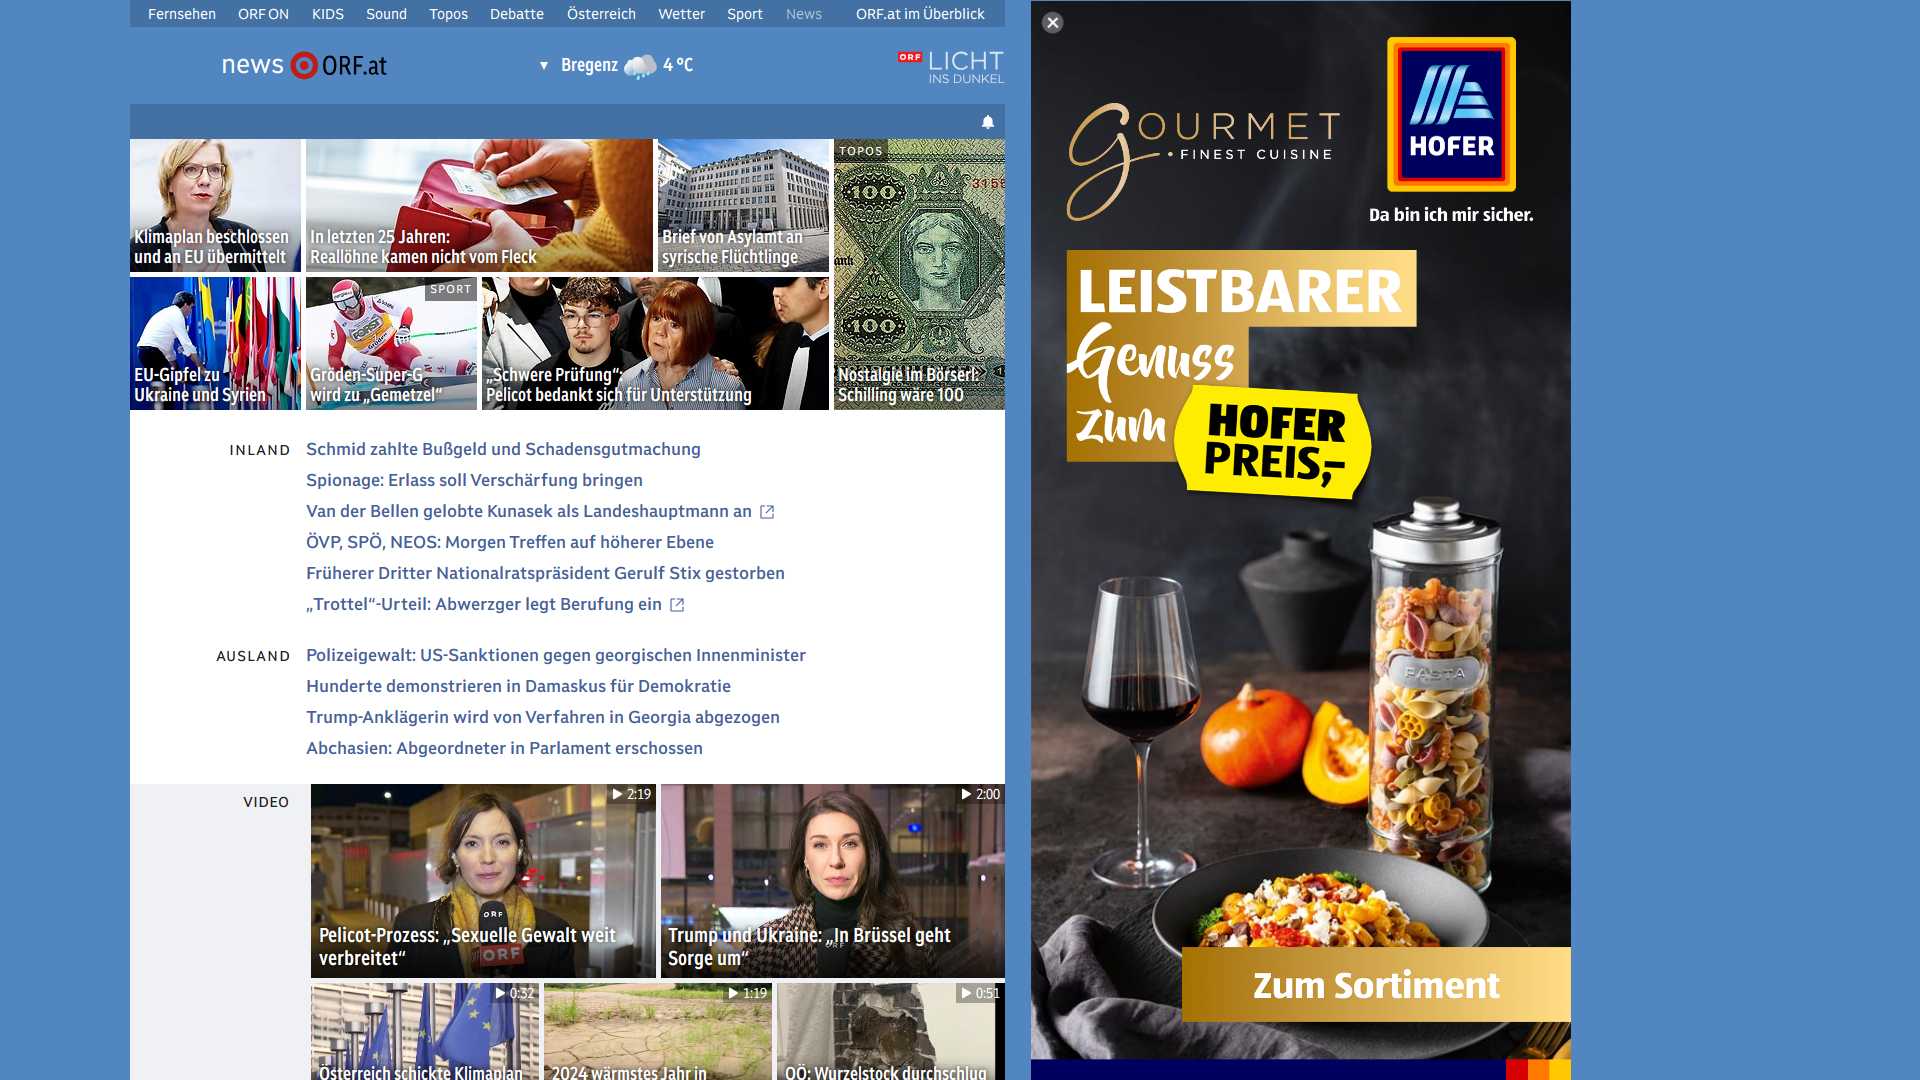 Fernsehen ORF ON KIDS Sound Topos Debatte Österreich Wetter Sport News ORF.at im Überblick
news ORF.at
▼ Bregenz 4 °C
ORF LICHT
INS DUNKEL
Klimaplan beschlossen
und an EU übermittelt
In letzten 25 Jahren:
Reallöhne kamen nicht vom Fleck
Brief von Asylamt an
syrische Flüchtlinge
TOPOS
100
100
Nostalgie im Börserl:
Schilling wäre 100
EU-Gipfel zu
Ukraine und Syrien
SPORT
Gröden-Super-G
wird zu „Gemetzel“
„Schwere Prüfung“:
Pelicot bedankt sich für Unterstützung
INLAND
Schmid zahlte Bußgeld und Schadensgutmachung
Spionage: Erlass soll Verschärfung bringen
Van der Bellen gelobte Kunasek als Landeshauptmann an
ÖVP, SPÖ, NEOS: Morgen Treffen auf höherer Ebene
Früherer Dritter Nationalratspräsident Gerulf Stix gestorben
„Trottel“-Urteil: Abwerzger legt Berufung ein
AUSLAND
Polizeigewalt: US-Sanktionen gegen georgischen Innenminister
Hunderte demonstrieren in Damaskus für Demokratie
Trump-Anklägerin wird von Verfahren in Georgia abgezogen
Abchasien: Abgeordneter in Parlament erschossen
VIDEO
2:19
ORF
ORF
Pelicot-Prozess: „Sexuelle Gewalt weit
verbreitet“
2:00
Trump und Ukraine: „In Brüssel geht
Sorge um“
0:32
Österreich schickte Klimaplan
1:19
2024 wärmstes Jahr in
0:51
OÖ: Wurzelstock durchschlug
GOURMET
FINEST CUISINE
HOFER
Da bin ich mir sicher.
LEISTBARER
Genuss
zum
HOFER
PREIS,-
PASTA
Zum Sortiment